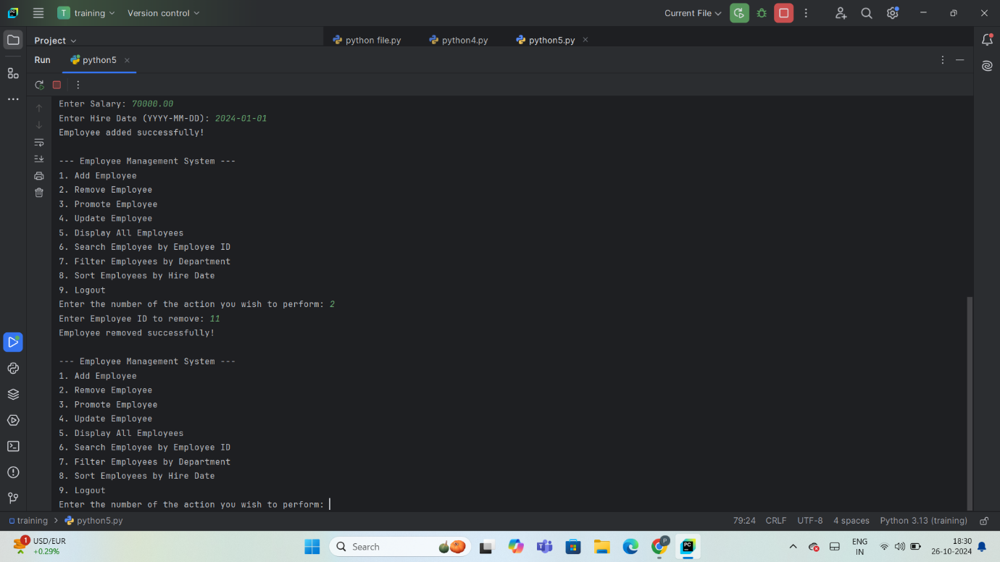 T training Version control Current File
Project python file.py python4.py python5.py
Run python5
Enter Salary: 70000.00
Enter Hire Date (YYYY-MM-DD): 2024-01-01
Employee added successfully!
--- Employee Management System ---
1. Add Employee
2. Remove Employee
3. Promote Employee
4. Update Employee
5. Display All Employees
6. Search Employee by Employee ID
7. Filter Employees by Department
8. Sort Employees by Hire Date
9. Logout
Enter the number of the action you wish to perform: 2
Enter Employee ID to remove: 11
Employee removed successfully!
--- Employee Management System ---
1. Add Employee
2. Remove Employee
3. Promote Employee
4. Update Employee
5. Display All Employees
6. Search Employee by Employee ID
7. Filter Employees by Department
8. Sort Employees by Hire Date
9. Logout
Enter the number of the action you wish to perform:
training > python5.py 79:24 CRLF UTF-8 4 spaces Python 3.13 (training)
1 USD/EUR
+0.29%
Search
P
ENG
IN
18:30
26-10-2024